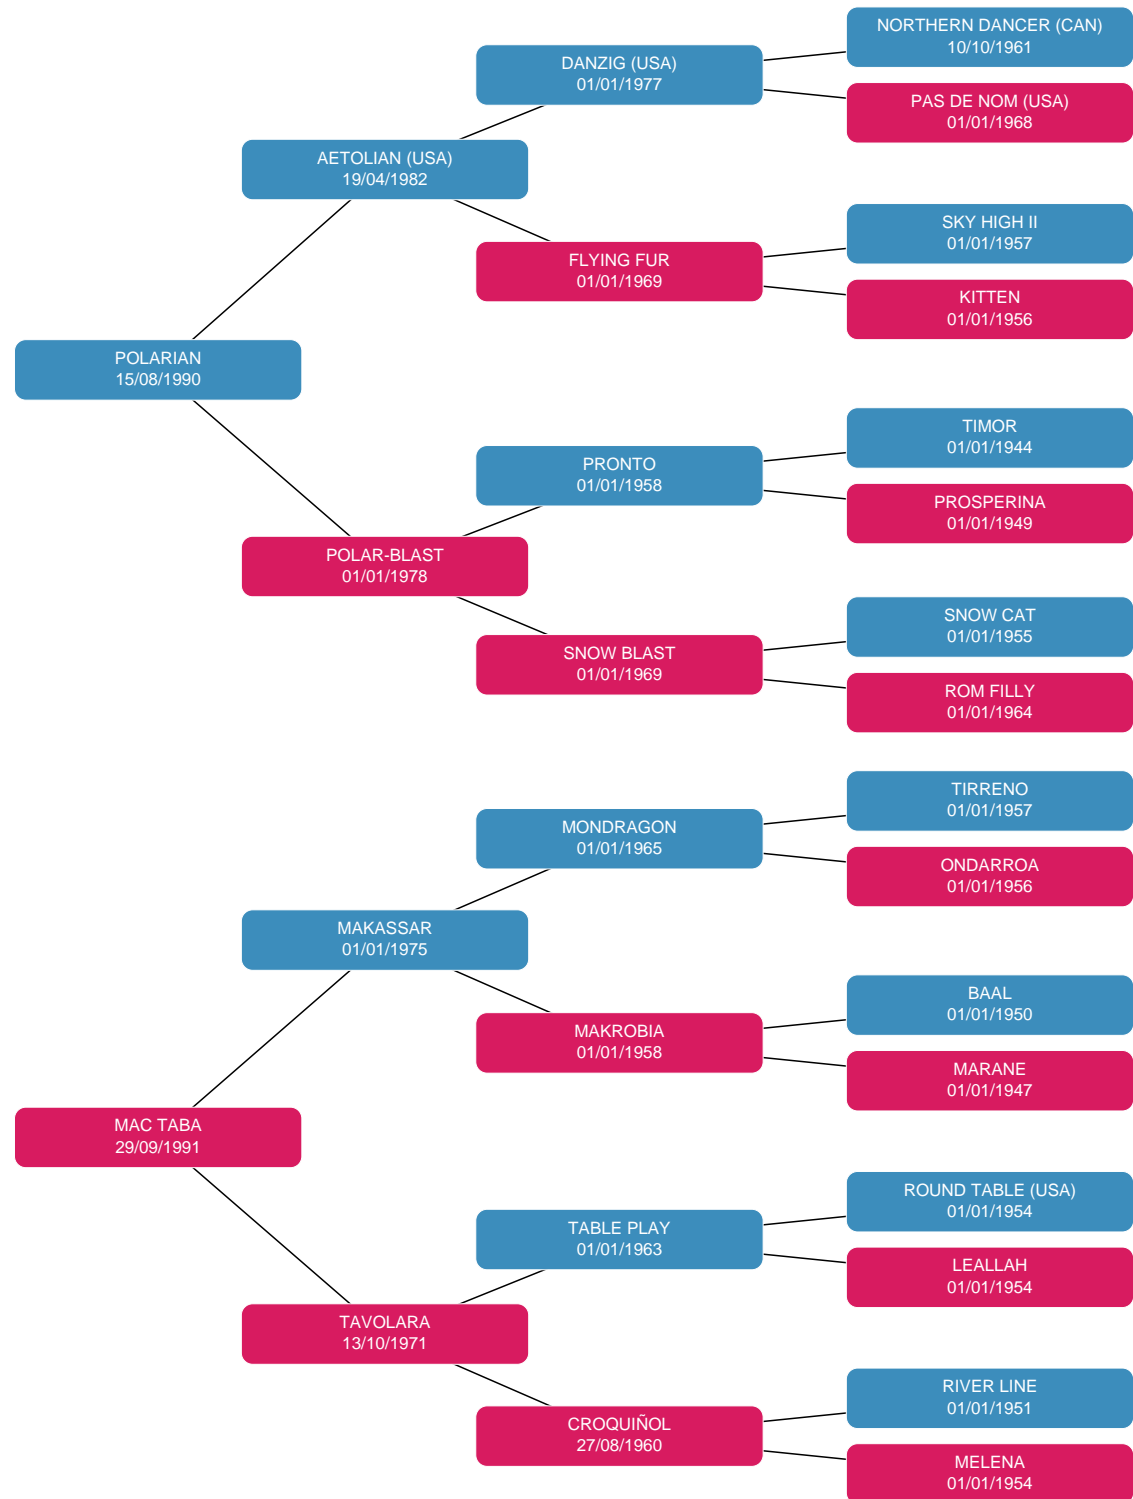 NORTHERN DANCER (CAN)
10/10/1961
DANZIG (USA)
01/01/1977
PAS DE NOM (USA)
01/01/1968
AETOLIAN (USA)
19/04/1982
SKY HIGH II
01/01/1957
FLYING FUR
01/01/1969
KITTEN
01/01/1956
POLARIAN
15/08/1990
TIMOR
01/01/1944
PRONTO
01/01/1958
PROSPERINA
01/01/1949
POLAR-BLAST
01/01/1978
SNOW CAT
01/01/1955
SNOW BLAST
01/01/1969
ROM FILLY
01/01/1964
TIRRENO
01/01/1957
MONDRAGON
01/01/1965
ONDARROA
01/01/1956
MAKASSAR
01/01/1975
BAAL
01/01/1950
MAKROBIA
01/01/1958
MARANE
01/01/1947
MAC TABA
29/09/1991
ROUND TABLE (USA)
01/01/1954
TABLE PLAY
01/01/1963
LEALLAH
01/01/1954
TAVOLARA
13/10/1971
RIVER LINE
01/01/1951
CROQUIÑOL
27/08/1960
MELENA
01/01/1954